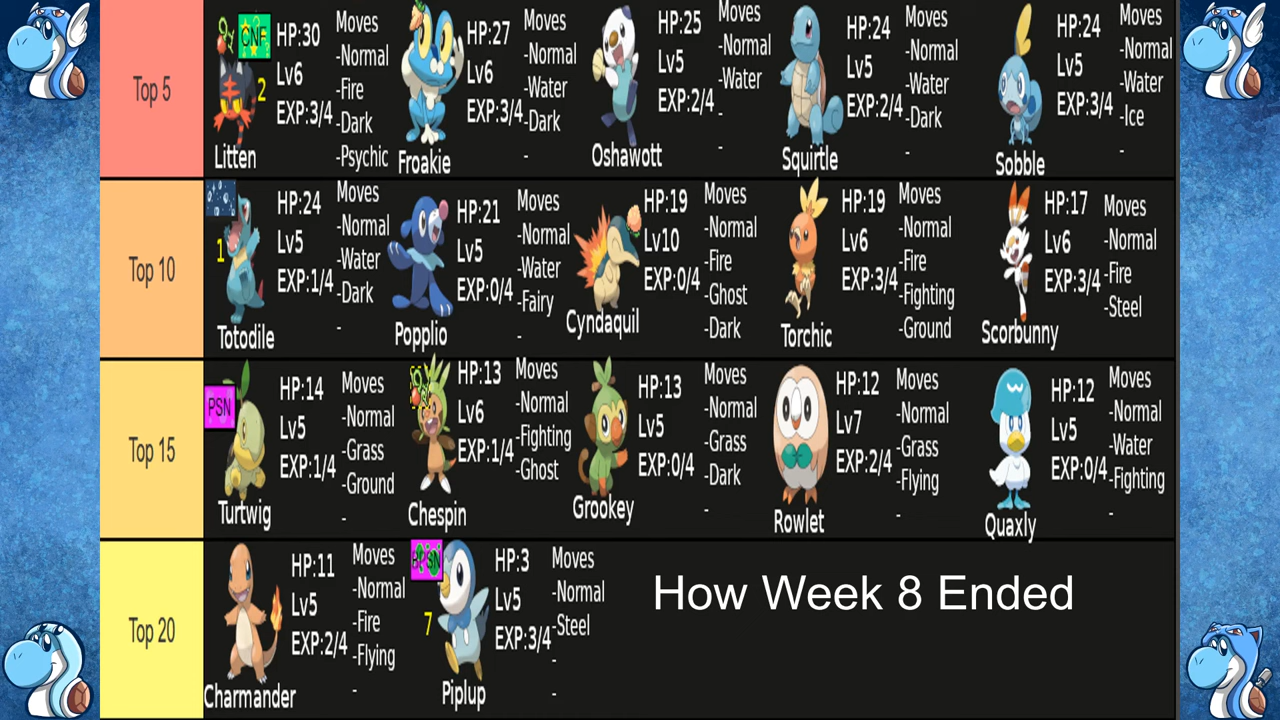 Top 5
CNF
2
Litten
HP:30
Lv6
EXP:3/4
Moves
-Normal
-Fire
-Dark
-Psychic
Froakie
HP:27
Lv6
EXP:3/4
Moves
-Normal
-Water
-Dark
-
Oshawott
HP:25
Lv5
EXP:2/4
Moves
-Normal
-Water
-
-
Squirtle
HP:24
Lv5
EXP:2/4
Moves
-Normal
-Water
-Dark
-
Sobble
HP:24
Lv5
EXP:3/4
Moves
-Normal
-Water
-Ice
-
Top 10
1
Totodile
HP:24
Lv5
EXP:1/4
Moves
-Normal
-Water
-Dark
-
Popplio
HP:21
Lv5
EXP:0/4
Moves
-Normal
-Water
-Fairy
-
Cyndaquil
HP:19
Lv10
EXP:0/4
Moves
-Normal
-Fire
-Ghost
-Dark
Torchic
HP:19
Lv6
EXP:3/4
Moves
-Normal
-Fire
-Fighting
-Ground
Scorbunny
HP:17
Lv6
EXP:3/4
Moves
-Normal
-Fire
-Steel
Top 15
PSN
Turtwig
HP:14
Lv5
EXP:1/4
Moves
-Normal
-Grass
-Ground
-
Chespin
HP:13
Lv6
EXP:1/4
Moves
-Normal
-Fighting
-Ghost
Grookey
HP:13
Lv5
EXP:0/4
Moves
-Normal
-Grass
-Dark
-
Rowlet
HP:12
Lv7
EXP:2/4
Moves
-Normal
-Grass
-Flying
-
Quaxly
HP:12
Lv5
EXP:0/4
Moves
-Normal
-Water
-Fighting
-
Top 20
Charmander
HP:11
Lv5
EXP:2/4
Moves
-Normal
-Fire
-Flying
-
7
Piplup
HP:3
Lv5
EXP:3/4
Moves
-Normal
-Steel
-
-
How Week 8 Ended